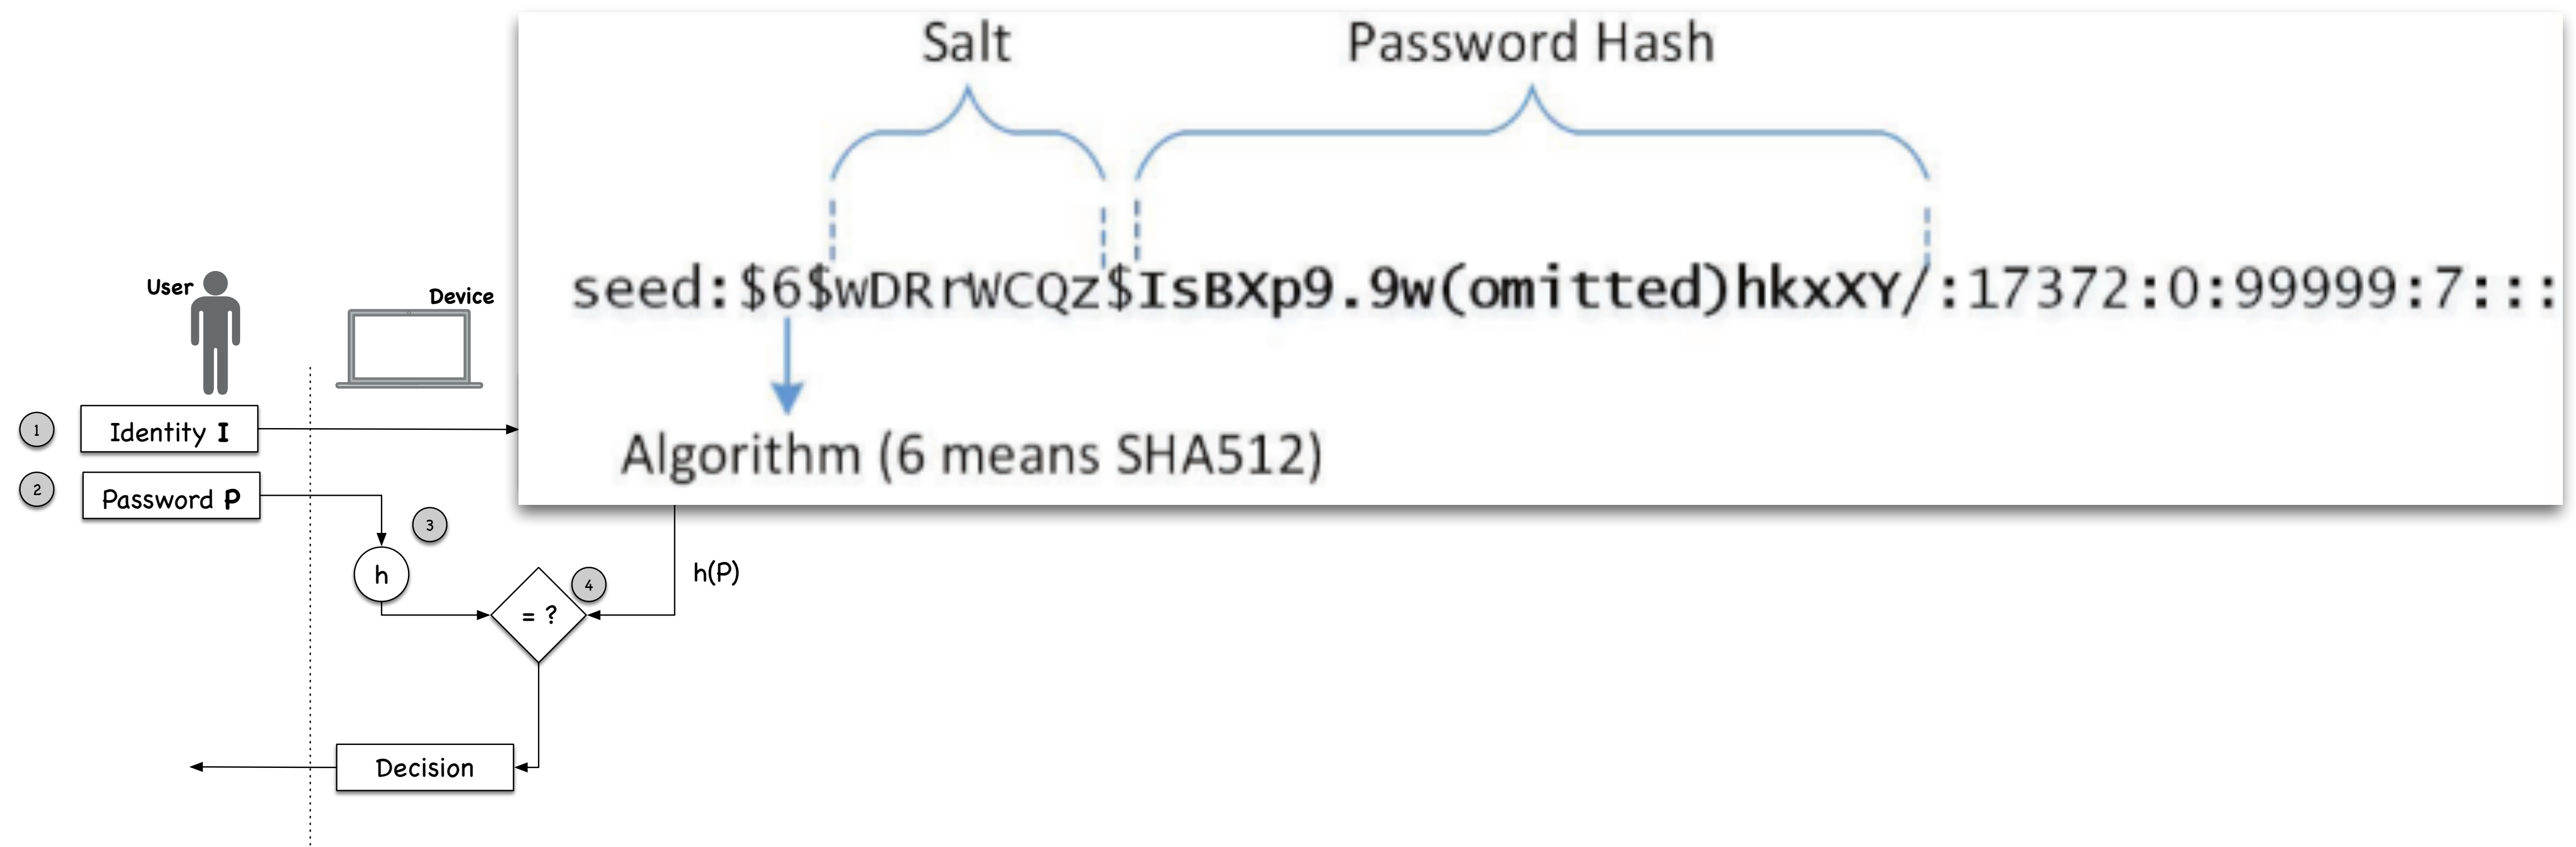 Salt
Password Hash
seed:$6$wDRrWCQz$IsBXp9.9w(omitted)hkxXY/:17372:0:99999:7:::
Algorithm (6 means SHA512)
User
Device
1
Identity I
2
Password P
3
h
4
= ?
h(P)
Decision